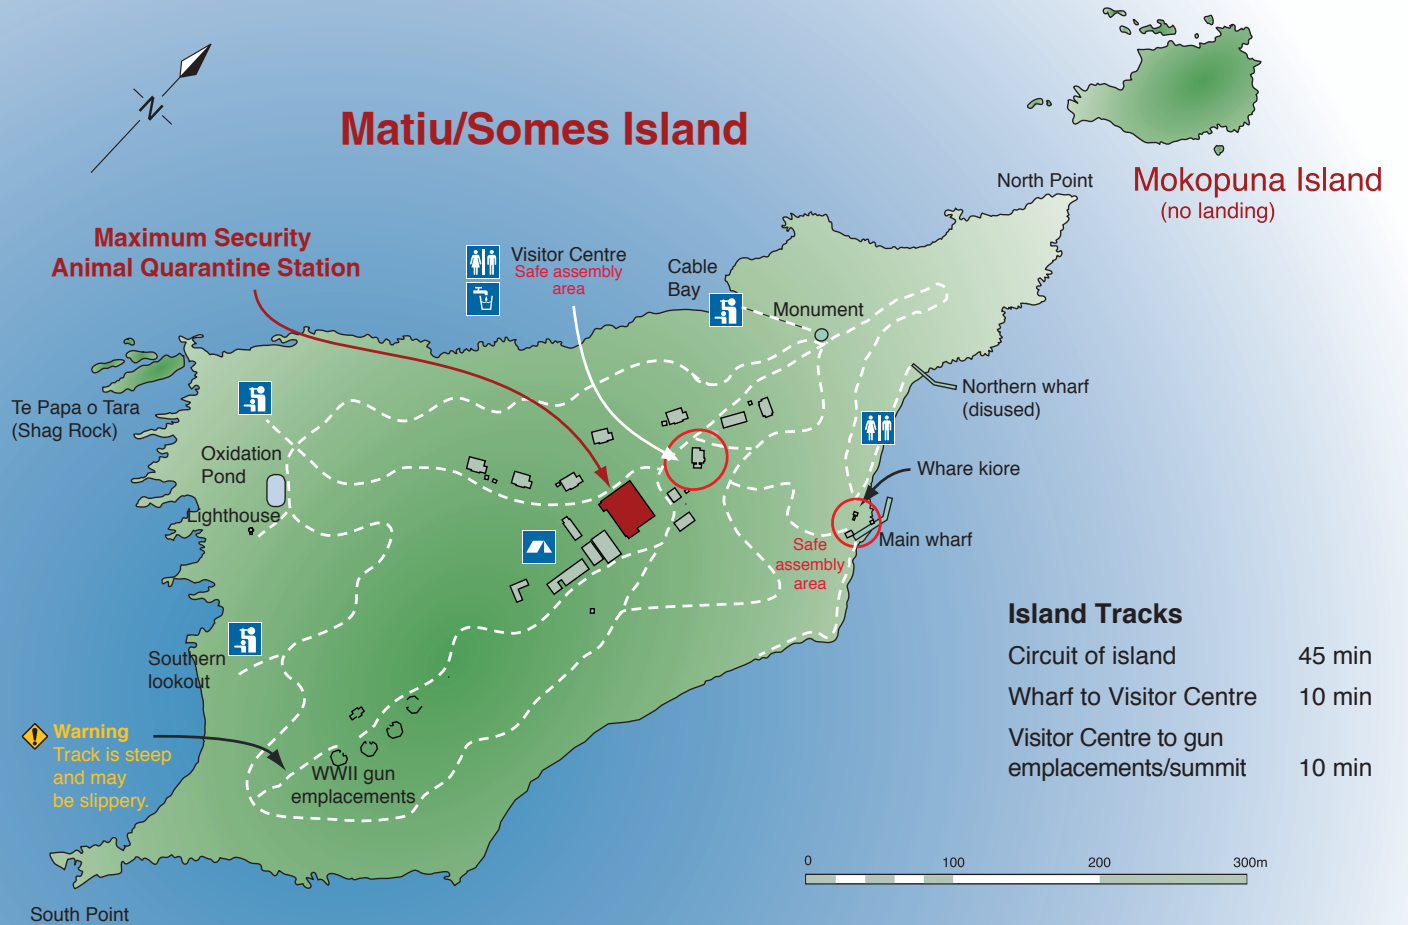 N
Matiu/Somes Island
North Point
Mokopuna Island
(no landing)
Maximum Security
Animal Quarantine Station
Visitor Centre
Safe assembly
area
Cable
Bay
Monument
Northern wharf
(disused)
Te Papa o Tara
(Shag Rock)
Oxidation
Pond
Lighthouse
Whare kiore
Main wharf
Safe
assembly
area
Southern
lookout
Warning
Track is steep
and may
be slippery.
WWII gun
emplacements
South Point
Island Tracks
Circuit of island 45 min
Wharf to Visitor Centre 10 min
Visitor Centre to gun
emplacements/summit 10 min
0 100 200 300m